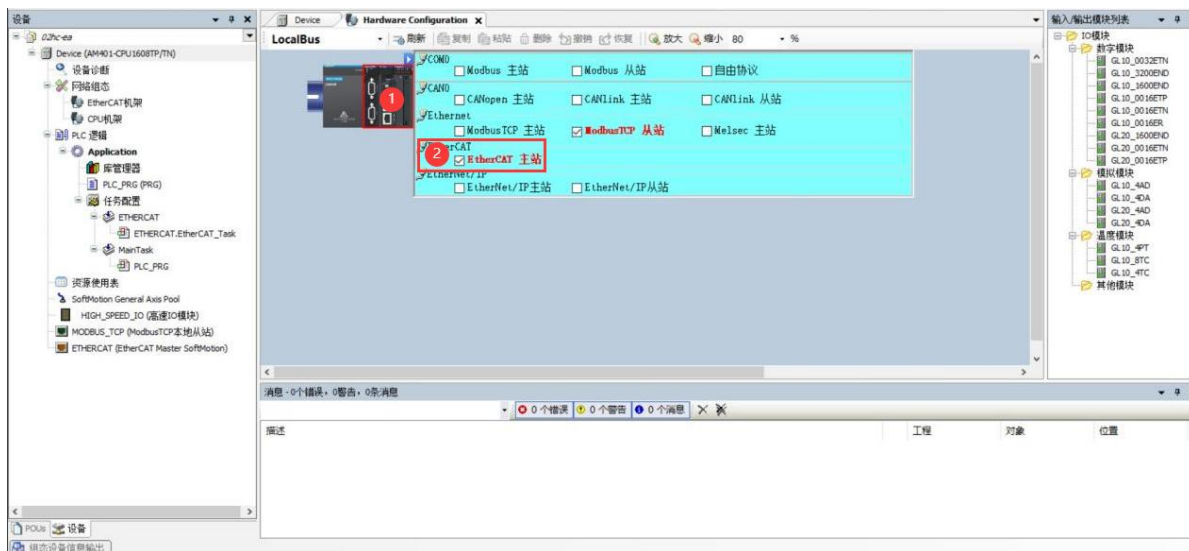 设备
Device
Hardware Configuration
输入/输出模块列表
02hc-ea
Device (AM401-CPU1608TP/TN)
设备诊断
网络组态
EtherCAT机架
CPU机架
PLC 逻辑
Application
库管理器
PLC_PRG (PRG)
任务配置
ETHERCAT
ETHERCAT.EtherCAT_Task
MainTask
PLC_PRG
资源使用表
SoftMotion General Axis Pool
HIGH_SPEED_IO (高速IO模块)
MODBUS_TCP (ModbusTCP本地从站)
ETHERCAT (EtherCAT Master SoftMotion)
POUs 设备
组态设备信息输出
LocalBus 刷新 复制 粘贴 删除 撤销 恢复 放大 缩小 80 %
1
COM0
Modbus 主站 Modbus 从站 自由协议
CAN0
CANopen 主站 CANlink 主站 CANlink 从站
Ethernet
ModbusTCP 主站 ModbusTCP 从站 Melsec 主站
2
EtherCAT 主站
EtherNet/IP
EtherNet/IP主站 EtherNet/IP从站
消息 - 0个错误, 0警告, 0条消息
0 个错误 0 个警告 0 个消息
描述 工程 对象 位置
IO模块
数字模块
GL10_0032ETN
GL10_3200END
GL10_1600END
GL10_0016ETP
GL10_0016ETN
GL10_0016ER
GL20_1600END
GL20_0016ETN
GL20_0016ETP
模拟模块
GL10_4AD
GL10_4DA
GL20_4AD
GL20_4DA
温度模块
GL10_4PT
GL10_8TC
GL10_4TC
其他模块